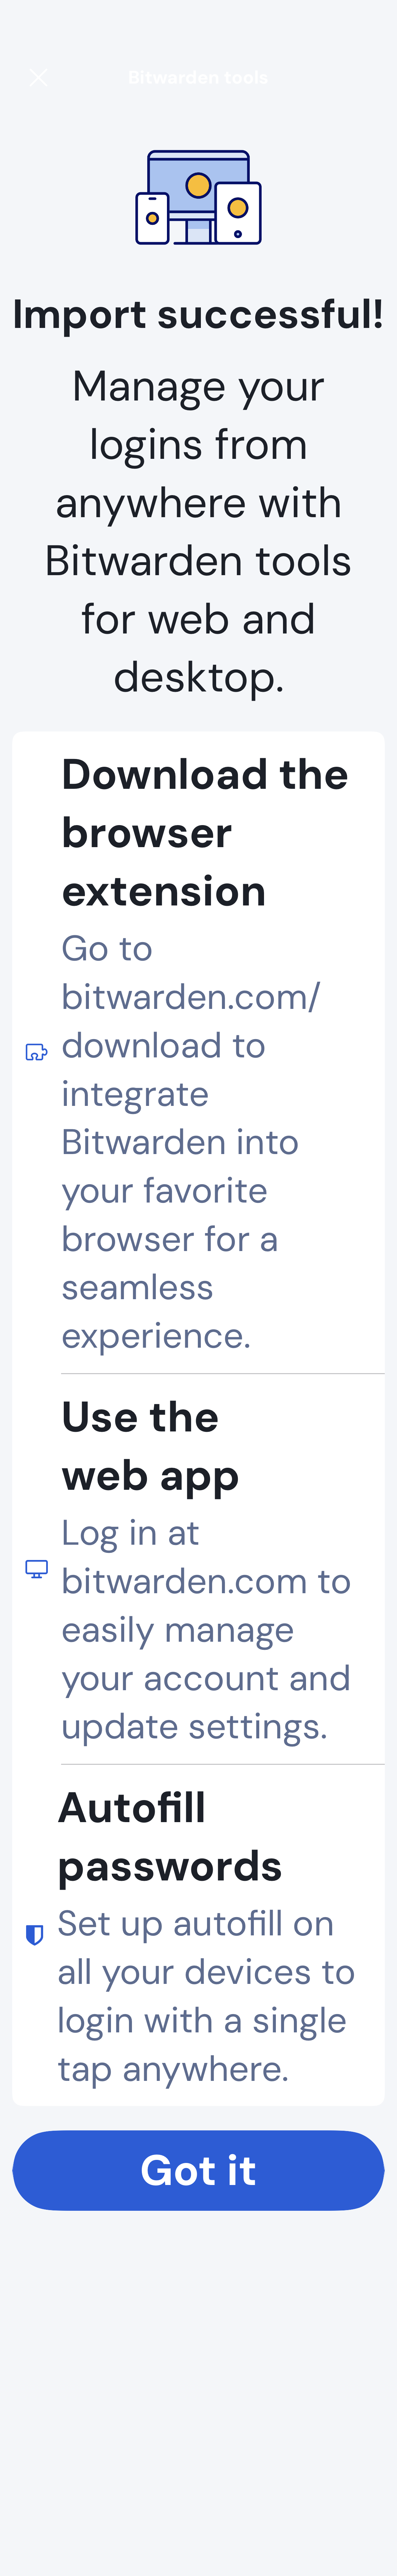 Bitwarden tools
Import successful!
Manage your
logins from
anywhere with
Bitwarden tools
for web and
desktop.
Download the
browser
extension
Go to
bitwarden.com/
download to
integrate
Bitwarden into
your favorite
browser for a
seamless
experience.
Use the
web app
Log in at
bitwarden.com to
easily manage
your account and
update settings.
Autofill
passwords
Set up autofill on
all your devices to
login with a single
tap anywhere.
Got it